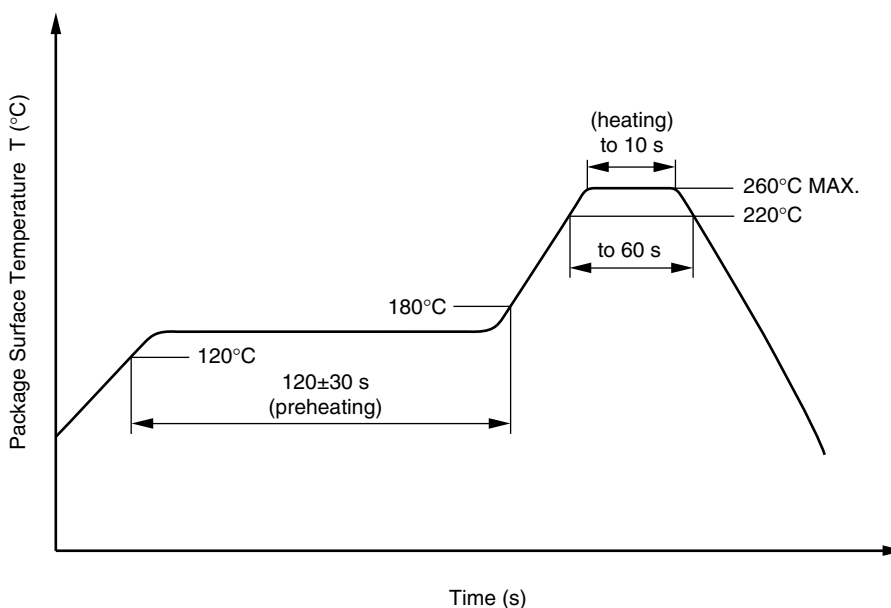 Package Surface Temperature T (°C)
(heating)
to 10 s
260°C MAX.
220°C
to 60 s
180°C
120°C
120±30 s
(preheating)
Time (s)